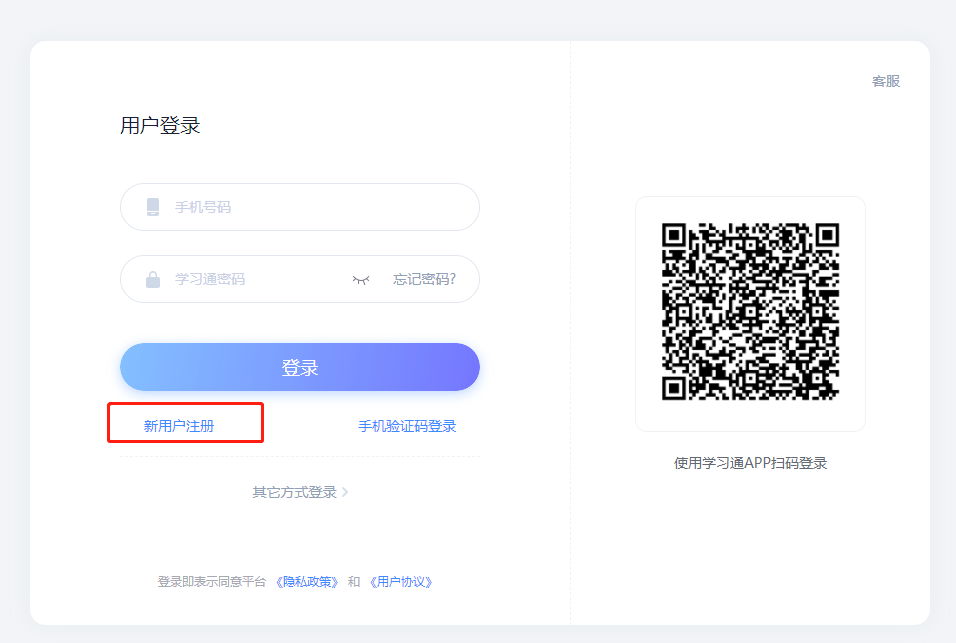 客服
用户登录
手机号码
学习通密码 忘记密码?
登录
新用户注册 手机验证码登录
使用学习通APP扫码登录
其它方式登录
登录即表示同意平台 《隐私政策》 和 《用户协议》